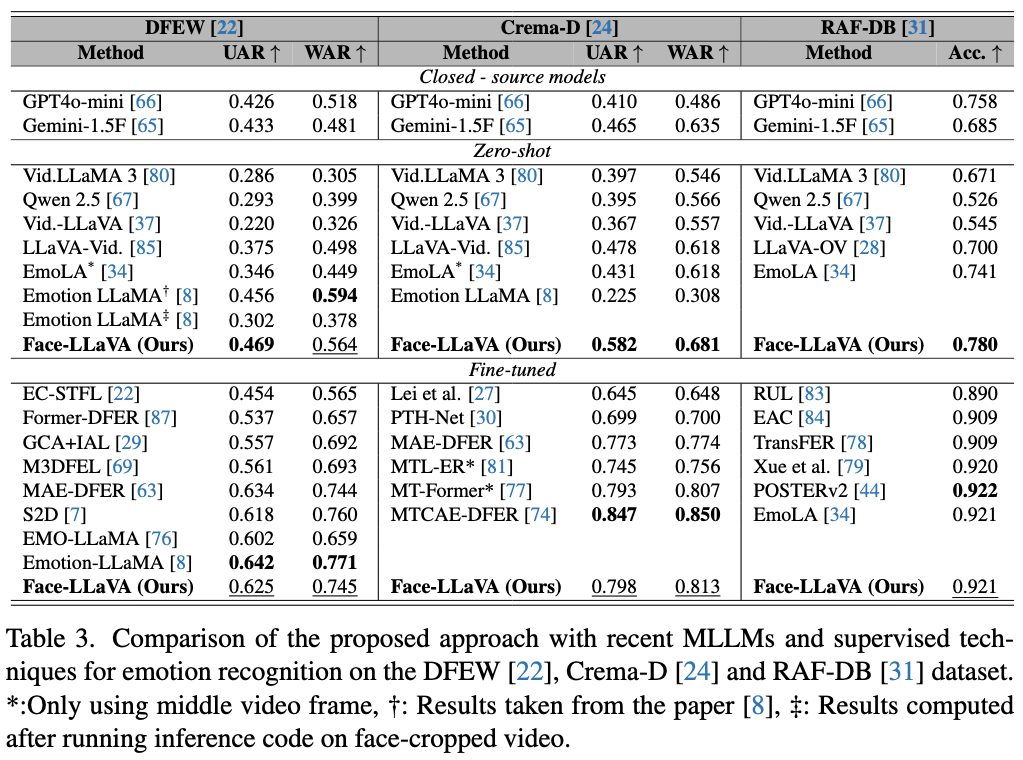 DFEW [22] Crema-D [24] RAF-DB [31]
Method UAR ↑ WAR ↑ Method UAR ↑ WAR ↑ Method Acc. ↑
Closed - source models
GPT4o-mini [66] 0.426 0.518 GPT4o-mini [66] 0.410 0.486 GPT4o-mini [66] 0.758
Gemini-1.5F [65] 0.433 0.481 Gemini-1.5F [65] 0.465 0.635 Gemini-1.5F [65] 0.685
Zero-shot
Vid.LLaMA 3 [80] 0.286 0.305 Vid.LLaMA 3 [80] 0.397 0.546 Vid.LLaMA 3 [80] 0.671
Qwen 2.5 [67] 0.293 0.399 Qwen 2.5 [67] 0.395 0.566 Qwen 2.5 [67] 0.526
Vid.-LLaVA [37] 0.220 0.326 Vid.-LLaVA [37] 0.367 0.557 Vid.-LLaVA [37] 0.545
LLaVA-Vid. [85] 0.375 0.498 LLaVA-Vid. [85] 0.478 0.618 LLaVA-OV [28] 0.700
EmoLA* [34] 0.346 0.449 EmoLA* [34] 0.431 0.618 EmoLA [34] 0.741
Emotion LLaMA† [8] 0.456 0.594 Emotion LLaMA [8] 0.225 0.308
Emotion LLaMA‡ [8] 0.302 0.378
Face-LLaVA (Ours) 0.469 0.564 Face-LLaVA (Ours) 0.582 0.681 Face-LLaVA (Ours) 0.780
Fine-tuned
EC-STFL [22] 0.454 0.565 Lei et al. [27] 0.645 0.648 RUL [83] 0.890
Former-DFER [87] 0.537 0.657 PTH-Net [30] 0.699 0.700 EAC [84] 0.909
GCA+IAL [29] 0.557 0.692 MAE-DFER [63] 0.773 0.774 TransFER [78] 0.909
M3DFEL [69] 0.561 0.693 MTL-ER* [81] 0.745 0.756 Xue et al. [79] 0.920
MAE-DFER [63] 0.634 0.744 MT-Former* [77] 0.793 0.807 POSTERv2 [44] 0.922
S2D [7] 0.618 0.760 MTCAE-DFER [74] 0.847 0.850 EmoLA [34] 0.921
EMO-LLaMA [76] 0.602 0.659
Emotion-LLaMA [8] 0.642 0.771
Face-LLaVA (Ours) 0.625 0.745 Face-LLaVA (Ours) 0.798 0.813 Face-LLaVA (Ours) 0.921
Table 3. Comparison of the proposed approach with recent MLLMs and supervised tech-
niques for emotion recognition on the DFEW [22], Crema-D [24] and RAF-DB [31] dataset.
*:Only using middle video frame, †: Results taken from the paper [8], ‡: Results computed
after running inference code on face-cropped video.